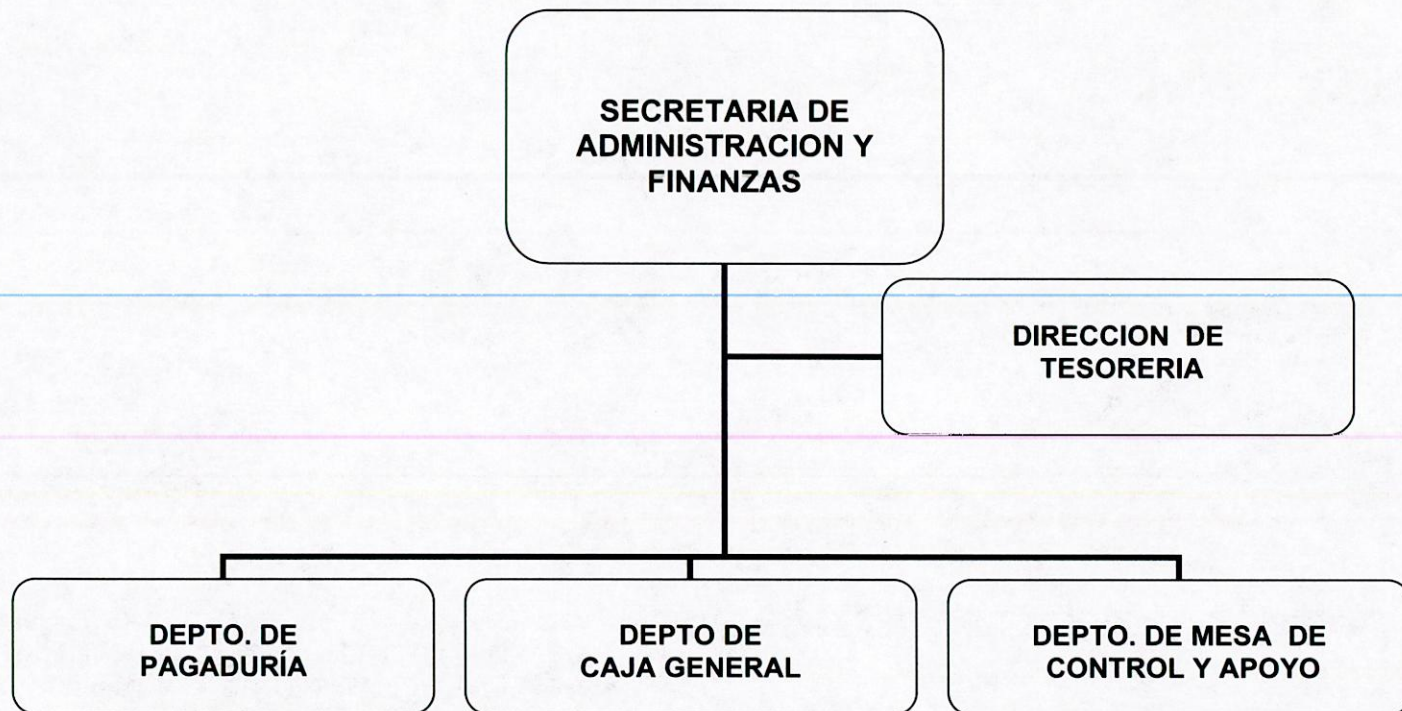 SECRETARIA DE
ADMINISTRACION Y
FINANZAS
DIRECCION DE
TESORERIA
DEPTO. DE
PAGADURÍA
DEPTO DE
CAJA GENERAL
DEPTO. DE MESA DE
CONTROL Y APOYO